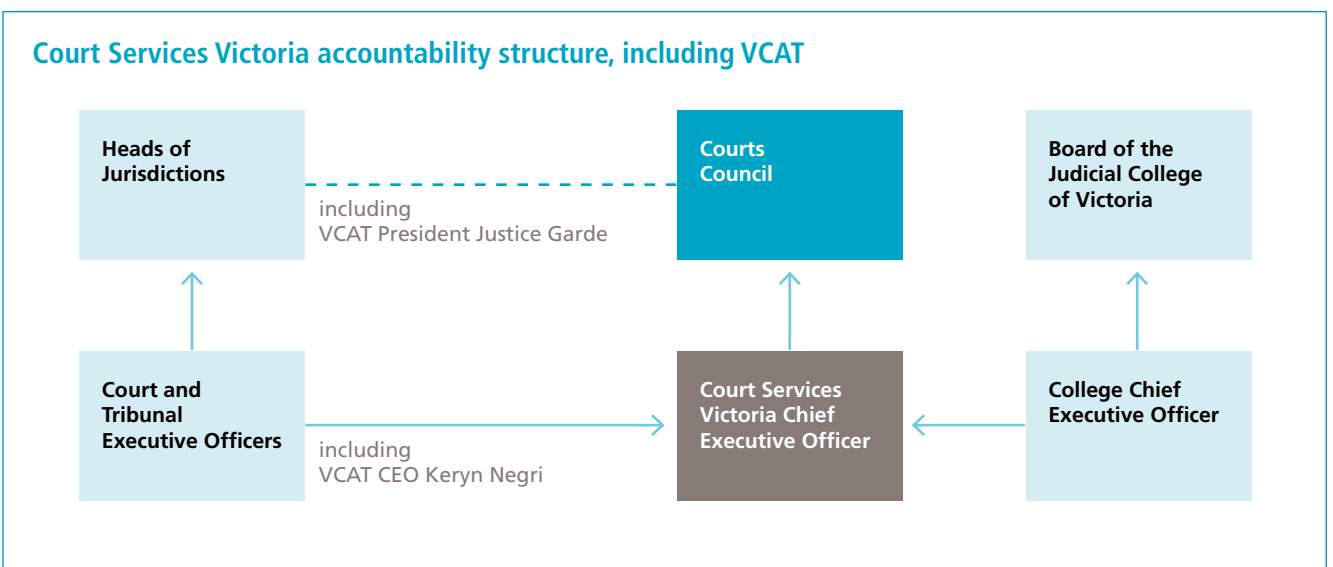 Court Services Victoria accountability structure, including VCAT
Heads of
Jurisdictions
including
VCAT President Justice Garde
Courts
Council
Board of the
Judicial College
of Victoria
Court and
Tribunal
Executive Officers
including
VCAT CEO Keryn Negri
Court Services
Victoria Chief
Executive Officer
College Chief
Executive Officer